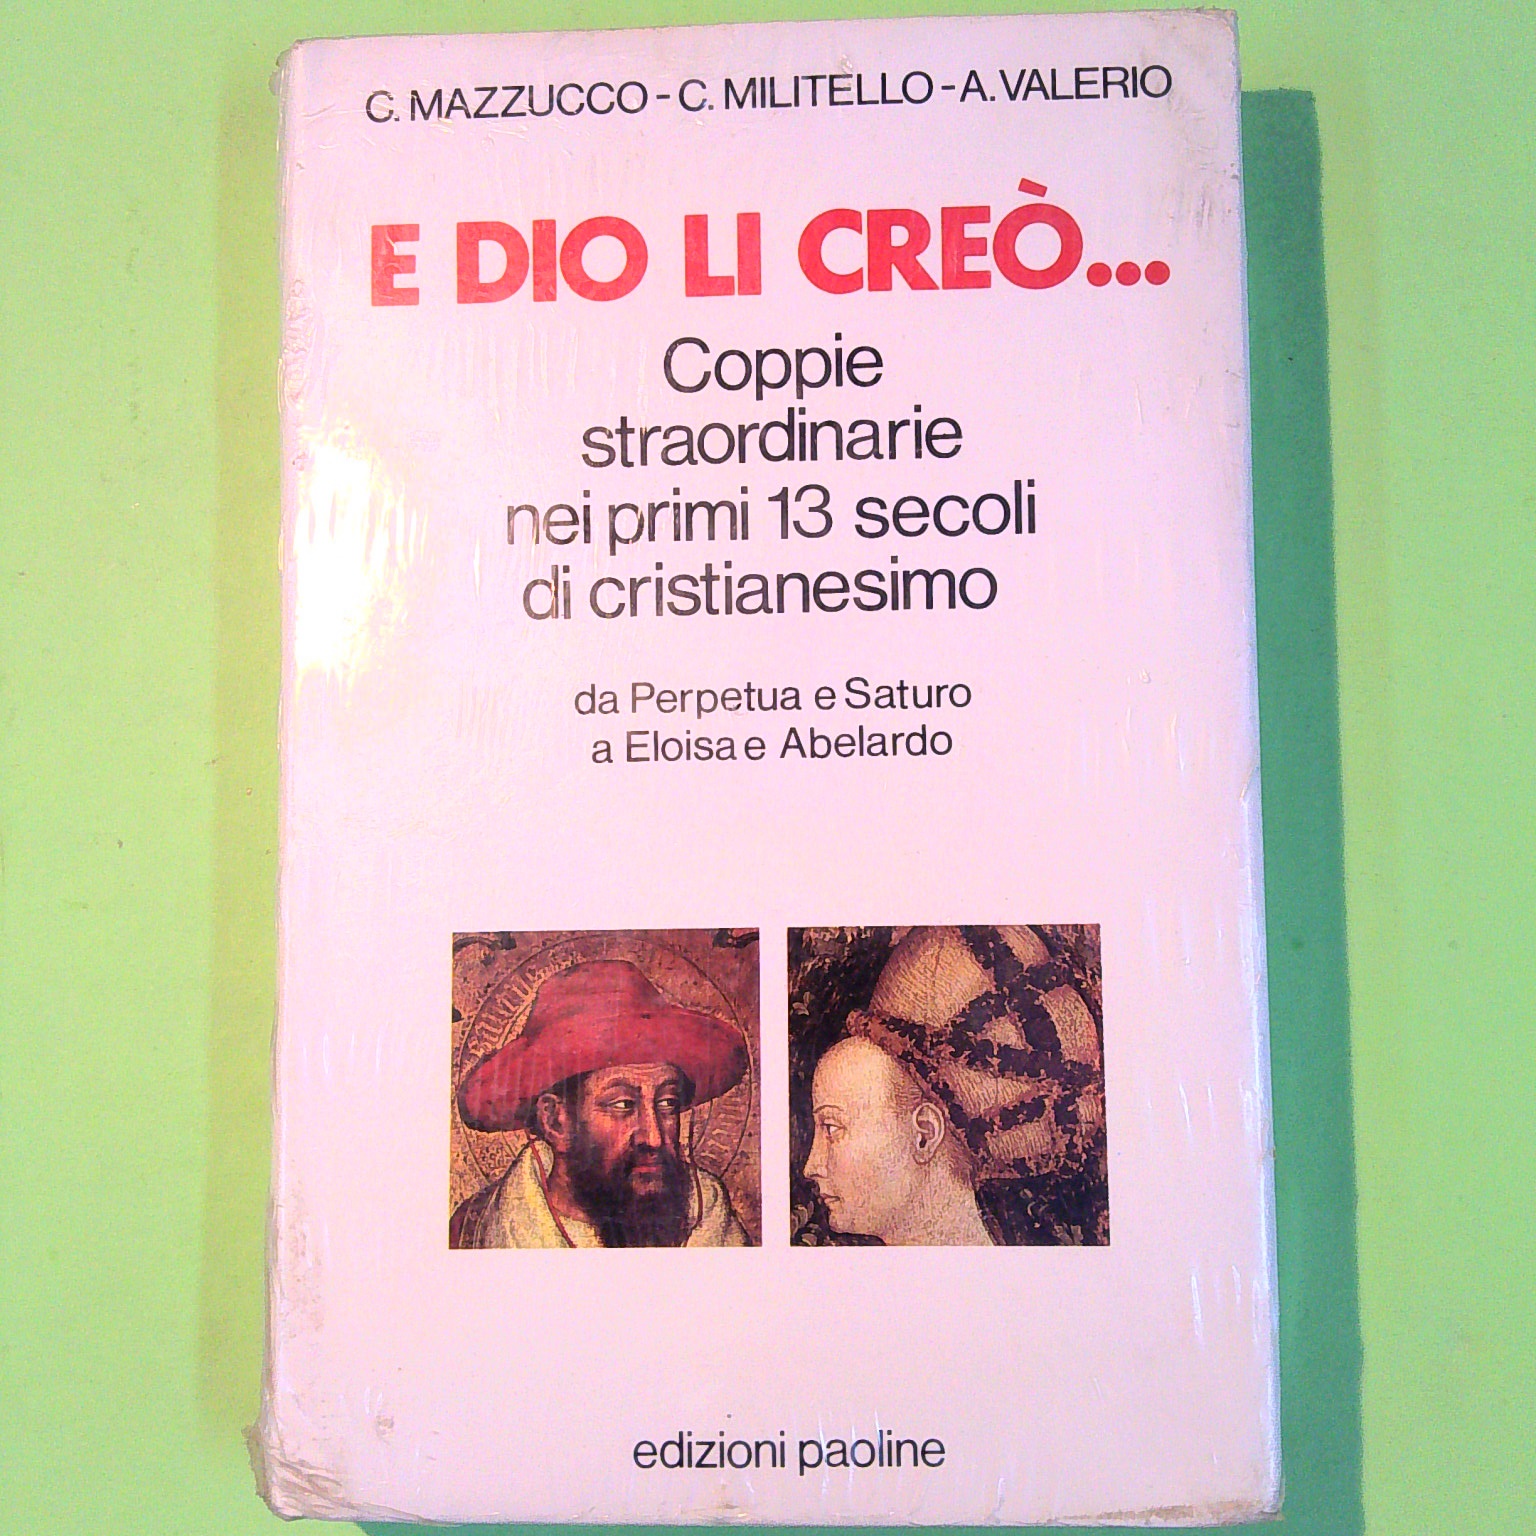 C. MAZZUCCO - C. MILITELLO - A. VALERIO
E DIO LI CREÒ...
Coppie
straordinarie
nei primi 13 secoli
di cristianesimo
da Perpetua e Saturo
a Eloisa e Abelardo
edizioni paoline